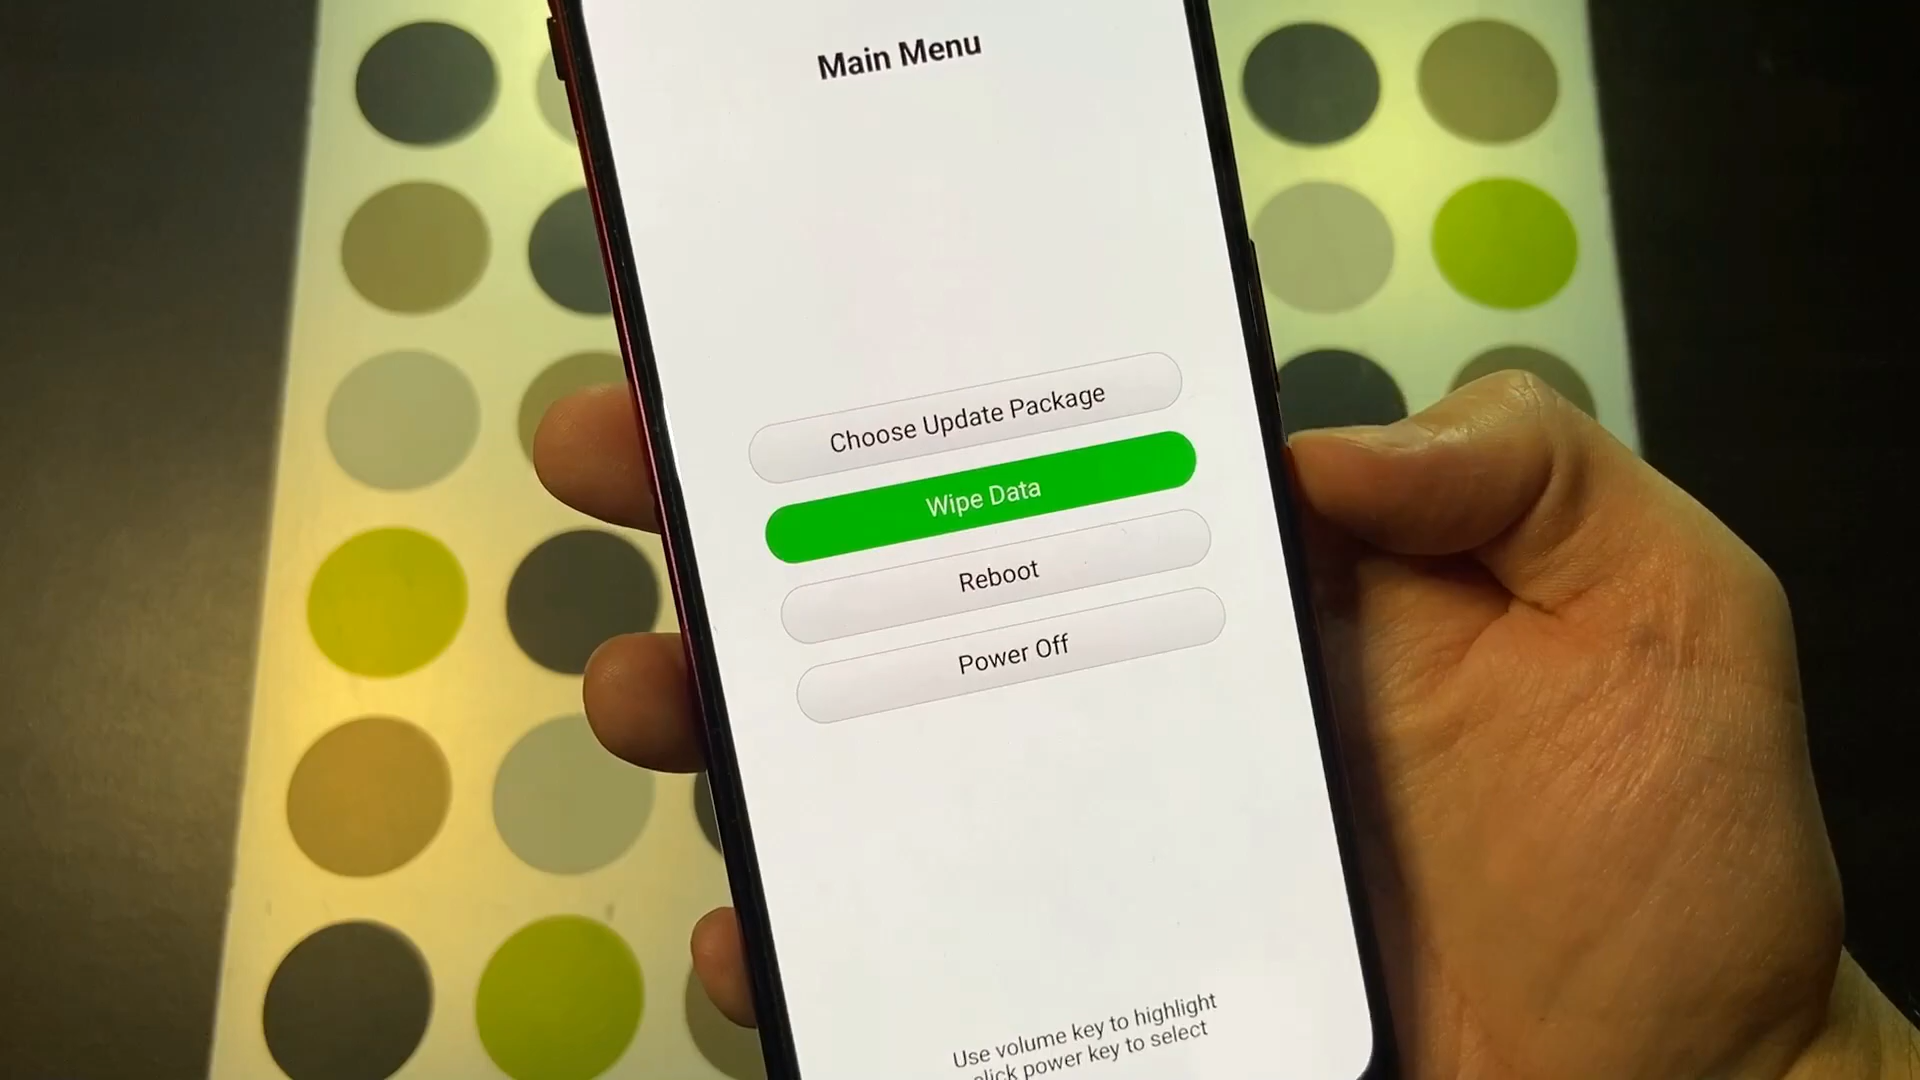 Main Menu
Choose Update Package
Wipe Data
Reboot
Power Off
Use volume key to highlight
click power key to select